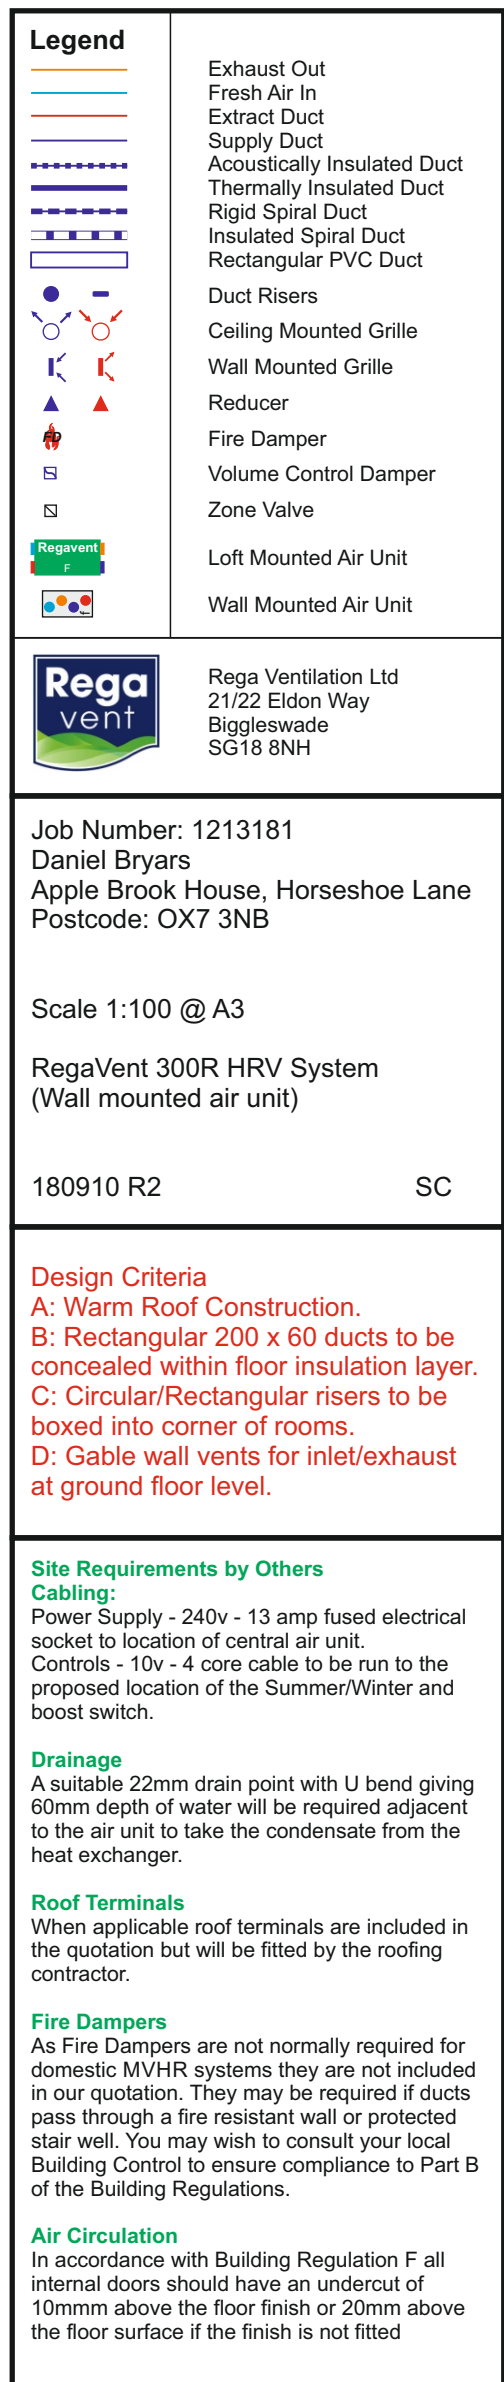 Legend
Exhaust Out
Fresh Air In
Extract Duct
Supply Duct
Acoustically Insulated Duct
Thermally Insulated Duct
Rigid Spiral Duct
Insulated Spiral Duct
Rectangular PVC Duct
Duct Risers
Ceiling Mounted Grille
Wall Mounted Grille
Reducer
FD
Fire Damper
Volume Control Damper
Zone Valve
Regavent
F
Loft Mounted Air Unit
Wall Mounted Air Unit
Rega
vent
Rega Ventilation Ltd
21/22 Eldon Way
Biggleswade
SG18 8NH
Job Number: 1213181
Daniel Bryars
Apple Brook House, Horseshoe Lane
Postcode: OX7 3NB
Scale 1:100 @ A3
RegaVent 300R HRV System
(Wall mounted air unit)
180910 R2 SC
Design Criteria
A: Warm Roof Construction.
B: Rectangular 200 x 60 ducts to be
concealed within floor insulation layer.
C: Circular/Rectangular risers to be
boxed into corner of rooms.
D: Gable wall vents for inlet/exhaust
at ground floor level.
Site Requirements by Others
Cabling:
Power Supply - 240v - 13 amp fused electrical
socket to location of central air unit.
Controls - 10v - 4 core cable to be run to the
proposed location of the Summer/Winter and
boost switch.
Drainage
A suitable 22mm drain point with U bend giving
60mm depth of water will be required adjacent
to the air unit to take the condensate from the
heat exchanger.
Roof Terminals
When applicable roof terminals are included in
the quotation but will be fitted by the roofing
contractor.
Fire Dampers
As Fire Dampers are not normally required for
domestic MVHR systems they are not included
in our quotation. They may be required if ducts
pass through a fire resistant wall or protected
stair well. You may wish to consult your local
Building Control to ensure compliance to Part B
of the Building Regulations.
Air Circulation
In accordance with Building Regulation F all
internal doors should have an undercut of
10mmm above the floor finish or 20mm above
the floor surface if the finish is not fitted